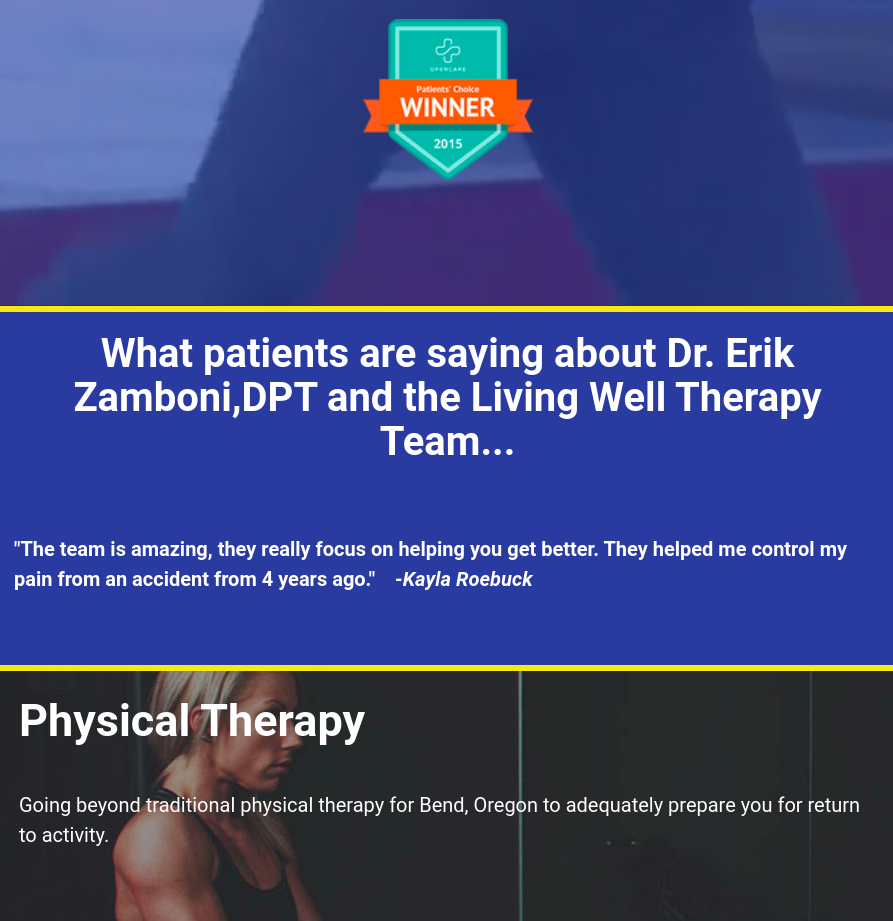 OPENCARE
Patients' Choice
WINNER
2015
What patients are saying about Dr. Erik
Zamboni,DPT and the Living Well Therapy
Team...
"The team is amazing, they really focus on helping you get better. They helped me control my
pain from an accident from 4 years ago."    -Kayla Roebuck
Physical Therapy
Going beyond traditional physical therapy for Bend, Oregon to adequately prepare you for return
to activity.